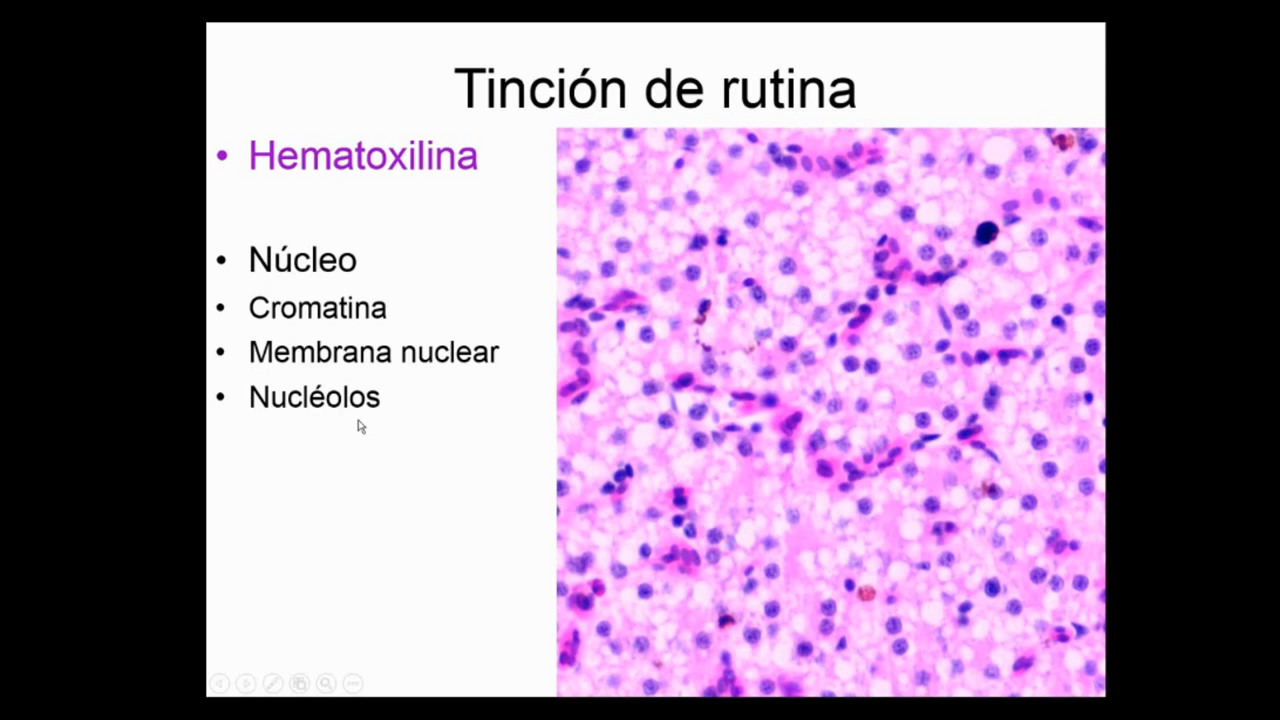 Tinción de rutina
• Hematoxilina
• Núcleo
• Cromatina
• Membrana nuclear
• Nucléolos